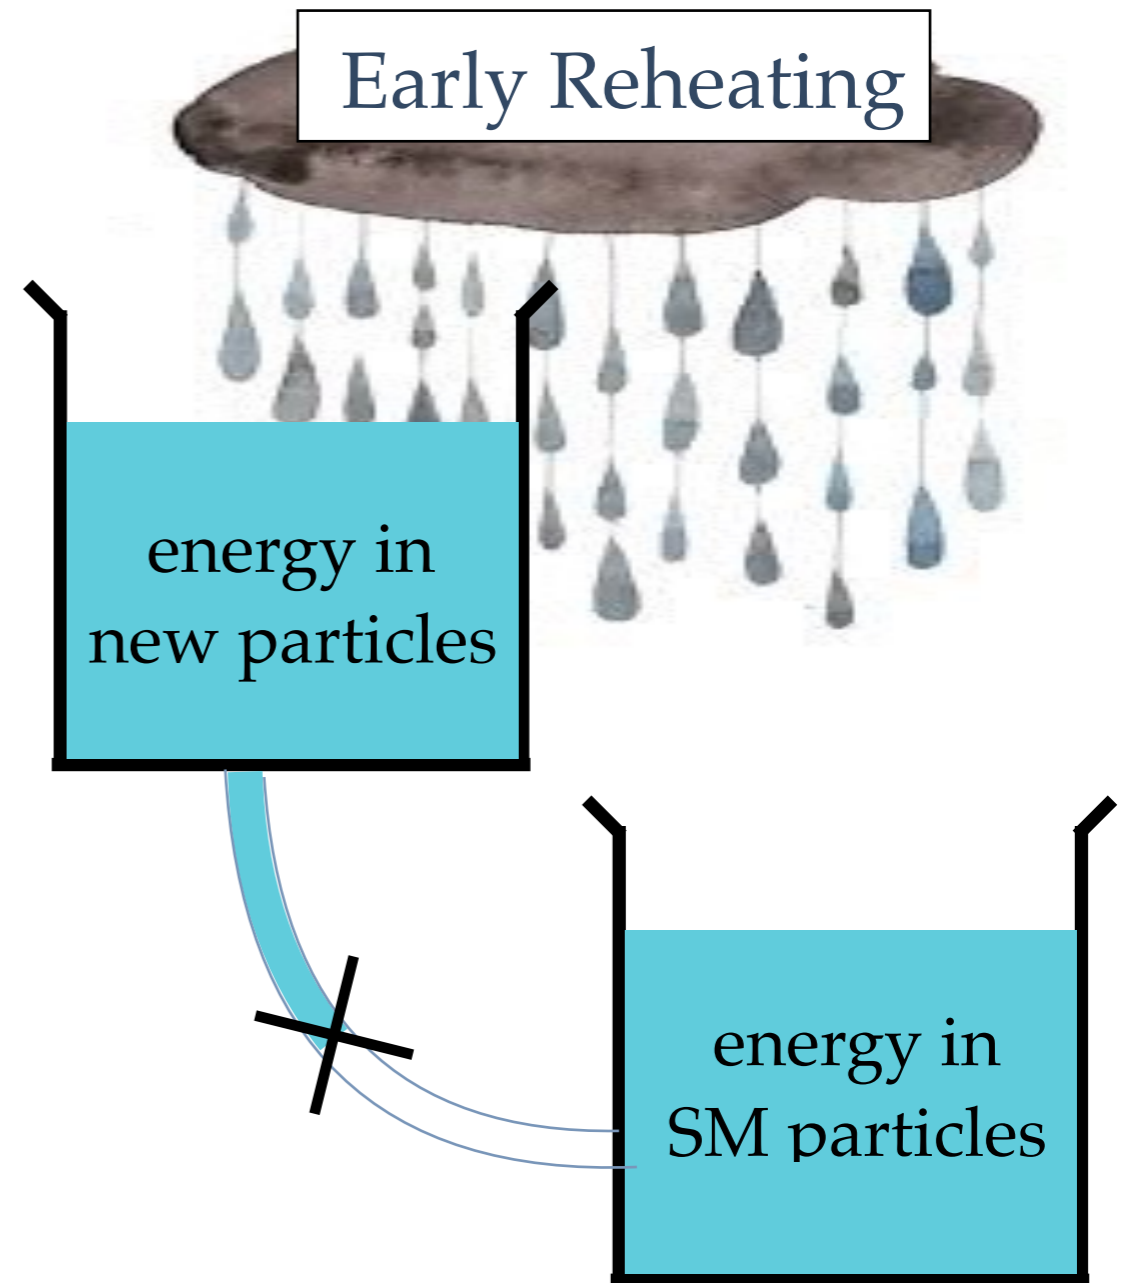 Early Reheating
energy in
new particles
energy in
SM particles